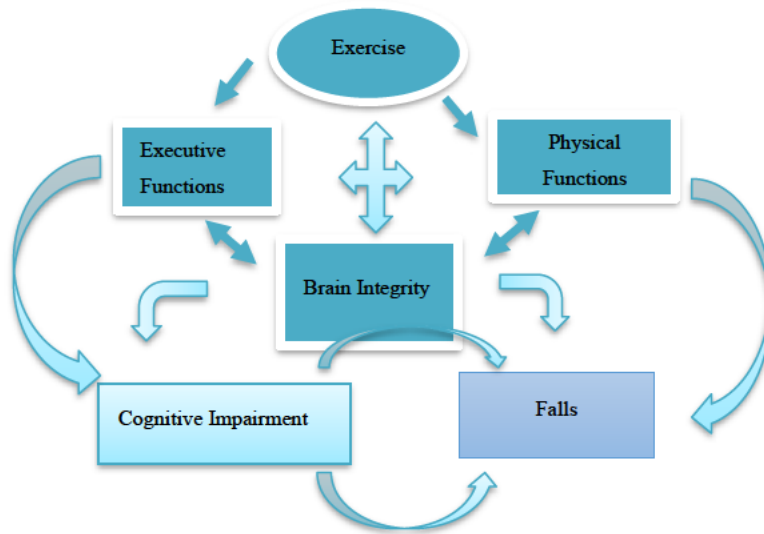 Exercise
Executive
Functions
Physical
Functions
Brain Integrity
Cognitive Impairment
Falls